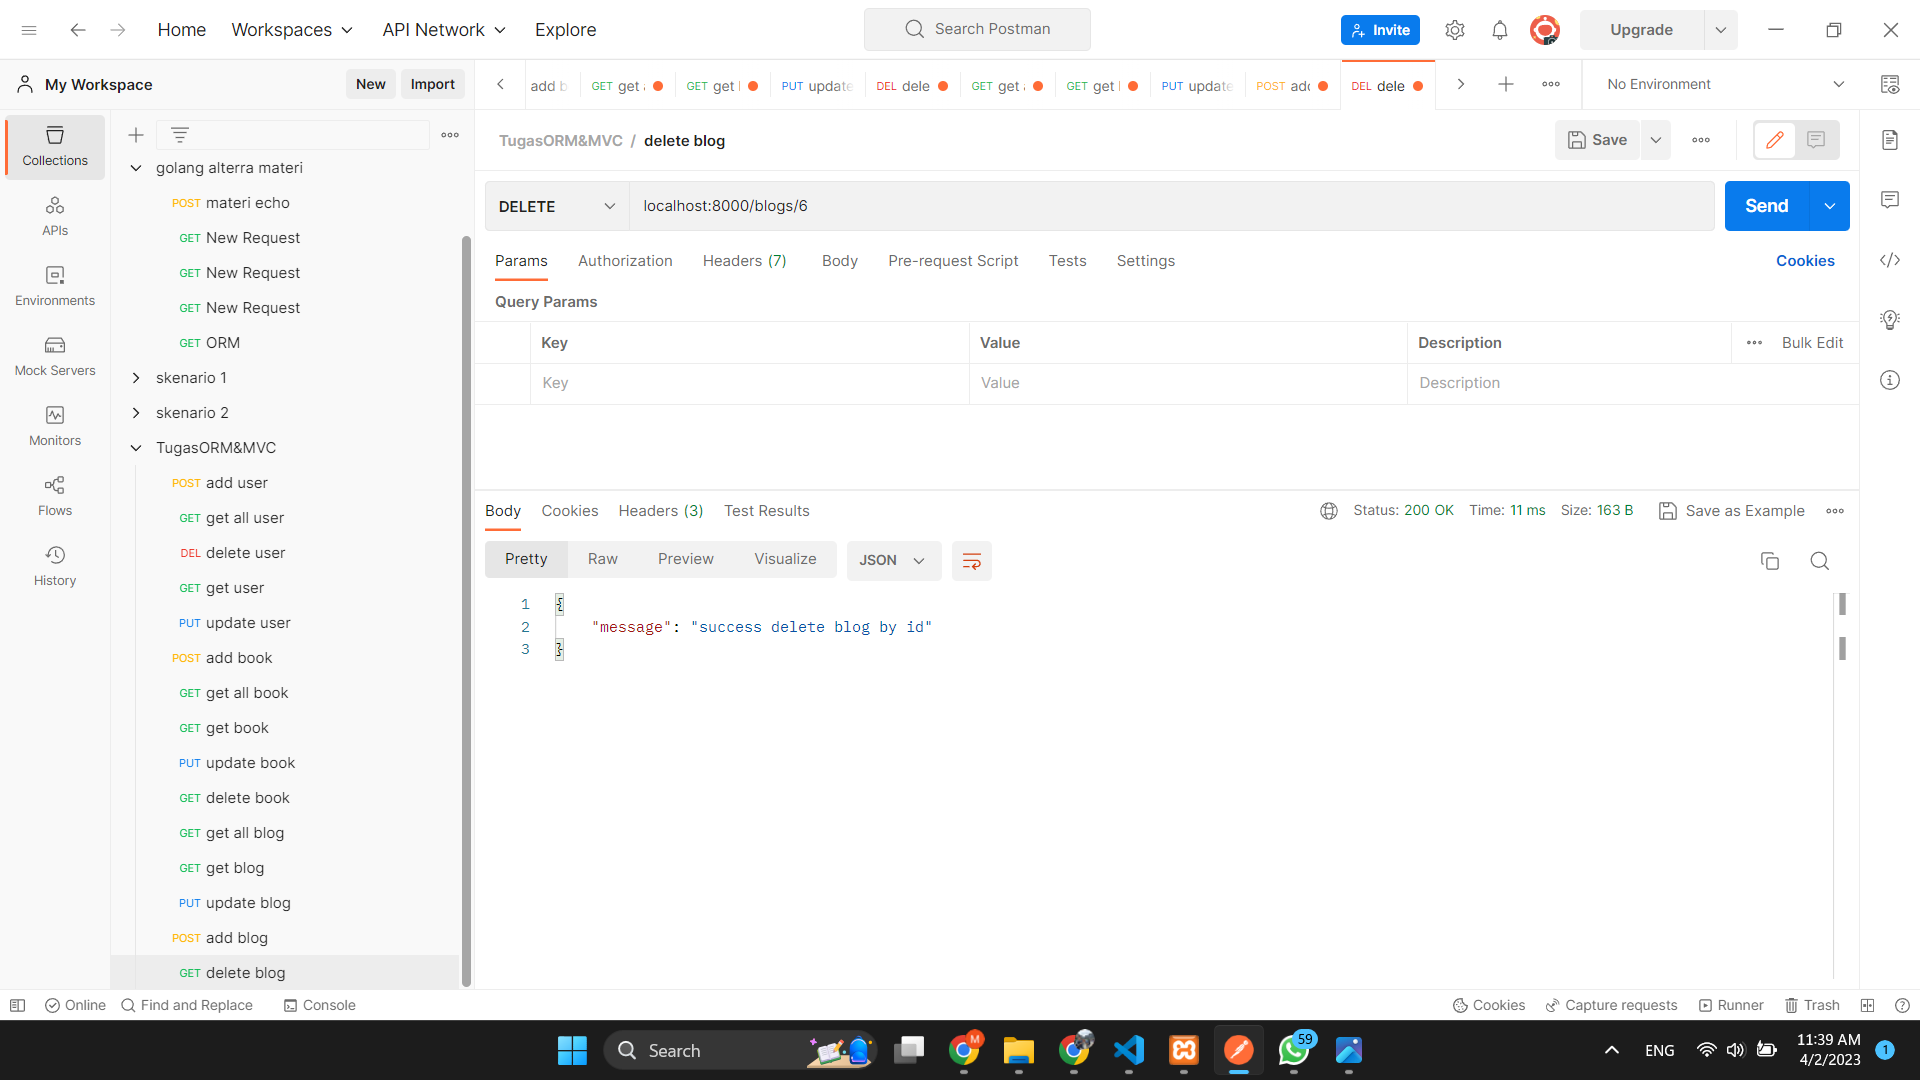 Home
Workspaces
API Network
Explore
Search Postman
Invite
Upgrade
My Workspace
New
Import
add b
GET get a
GET get l
PUT update
DEL dele
GET get a
GET get l
PUT update
POST adc
DEL dele
No Environment
Collections
APIs
Environments
Mock Servers
Monitors
Flows
History
golang alterra materi
POST materi echo
GET New Request
GET New Request
GET New Request
GET ORM
skenario 1
skenario 2
TugasORM&MVC
POST add user
GET get all user
DEL delete user
GET get user
PUT update user
POST add book
GET get all book
GET get book
PUT update book
GET delete book
GET get all blog
GET get blog
PUT update blog
POST add blog
GET delete blog
TugasORM&MVC / delete blog
Save
DELETE
localhost:8000/blogs/6
Send
Params
Authorization
Headers (7)
Body
Pre-request Script
Tests
Settings
Cookies
Query Params
Key
Value
Description
Bulk Edit
Key
Value
Description
Body
Cookies
Headers (3)
Test Results
Status: 200 OK
Time: 11 ms
Size: 163 B
Save as Example
Pretty
Raw
Preview
Visualize
JSON
1 {
2 "message": "success delete blog by id"
3 }
Online
Find and Replace
Console
Cookies
Capture requests
Runner
Trash
Search
M
59
ENG
11:39 AM
4/2/2023
1